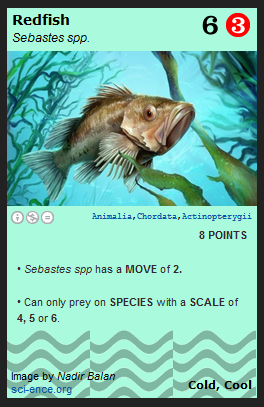 Redfish
6 3
Sebastes spp.
Animalia,Chordata,Actinopterygii
8 POINTS
• Sebastes spp has a MOVE of 2.
• Can only prey on SPECIES with a SCALE of
4, 5 or 6.
Image by Nadir Balan
sci-ence.org
Cold, Cool